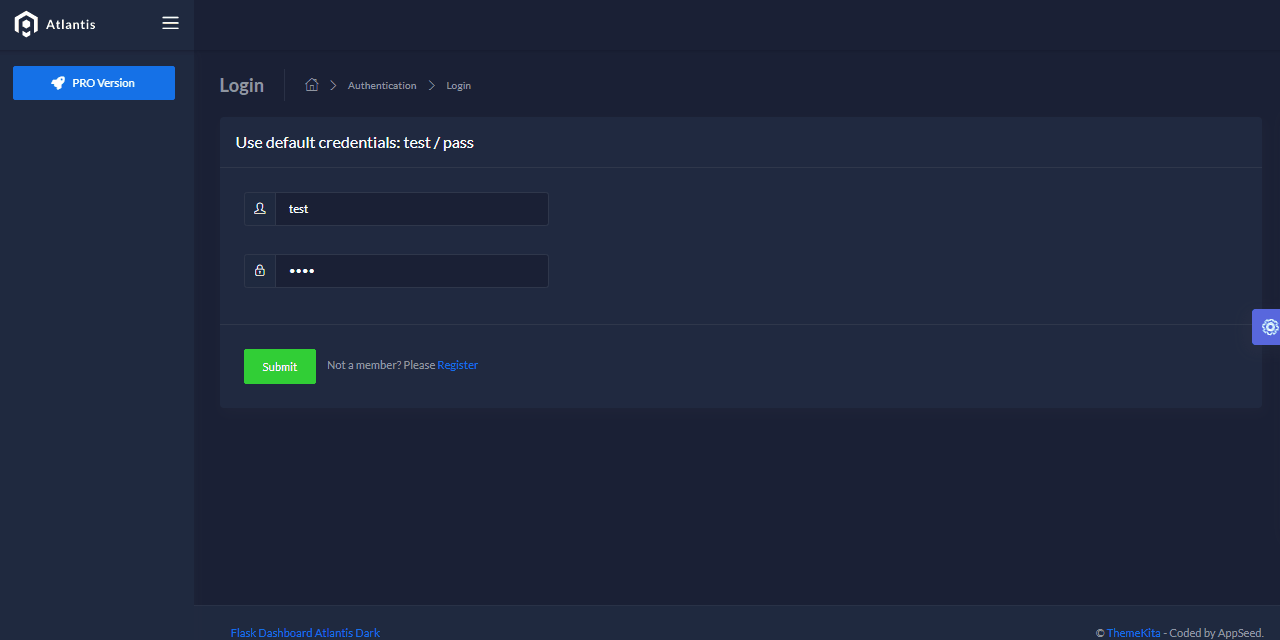 Atlantis
PRO Version
Login
Authentication
Login
Use default credentials: test / pass
test
••••
Submit
Not a member? Please Register
Flask Dashboard Atlantis Dark
© ThemeKita - Coded by AppSeed.